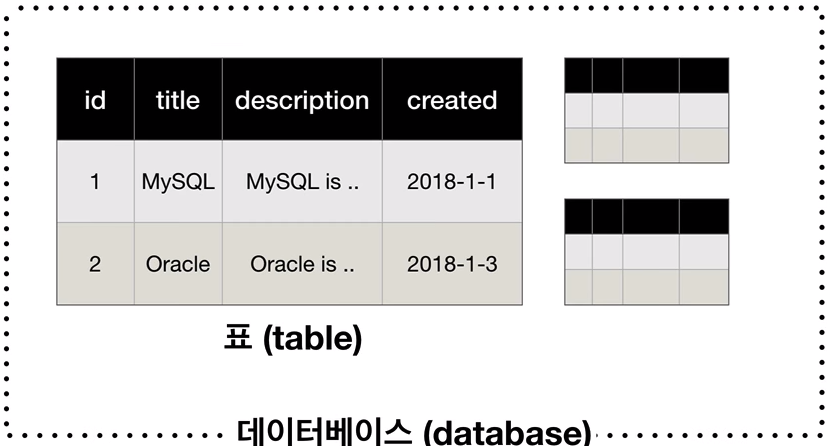 id title description created
1 MySQL MySQL is .. 2018-1-1
2 Oracle Oracle is .. 2018-1-3
표 (table)
데이터베이스 (database)